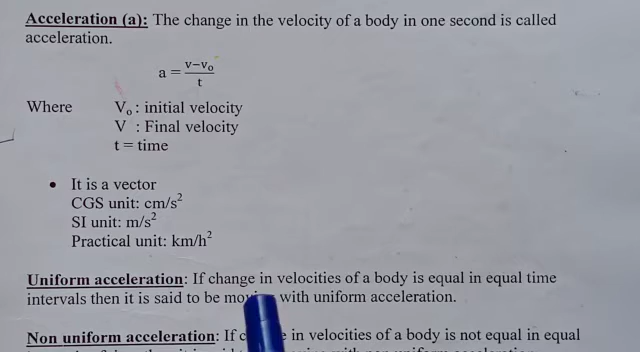 Acceleration (a): The change in the velocity of a body in one second is called
acceleration.
a = v−v₀/t
Where V₀ : initial velocity
V : Final velocity
t = time
• It is a vector
CGS unit: cm/s²
SI unit: m/s²
Practical unit: km/h²
Uniform acceleration: If change in velocities of a body is equal in equal time
intervals then it is said to be with uniform acceleration.
Non uniform acceleration: If in velocities of a body is not equal in equal